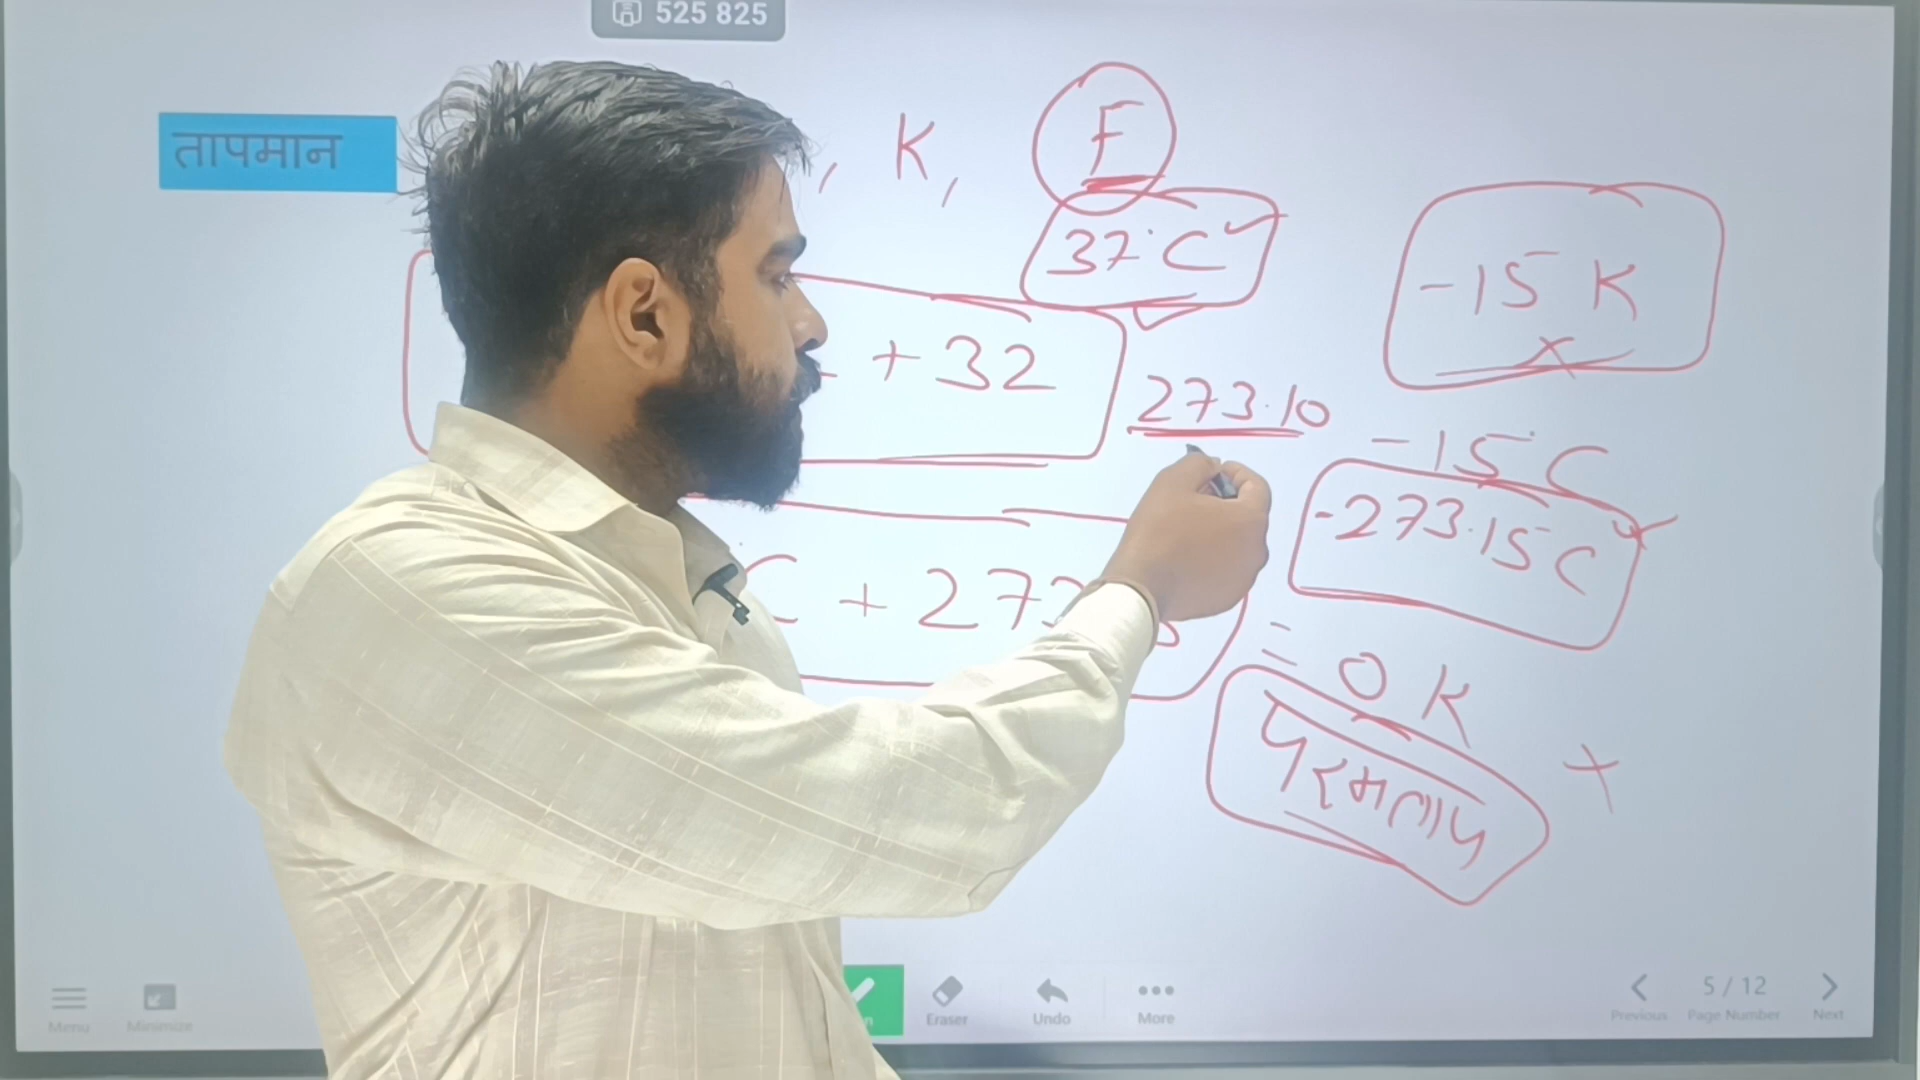 525 825
तापमान
, K, F
37°C
-15 K
+ 32
273.10
-15°C
-273.15 C
C + 273
= 0 K
परमताप
Menu
Minimize
Eraser
Undo
More
Previous
5 / 12
Page Number
Next